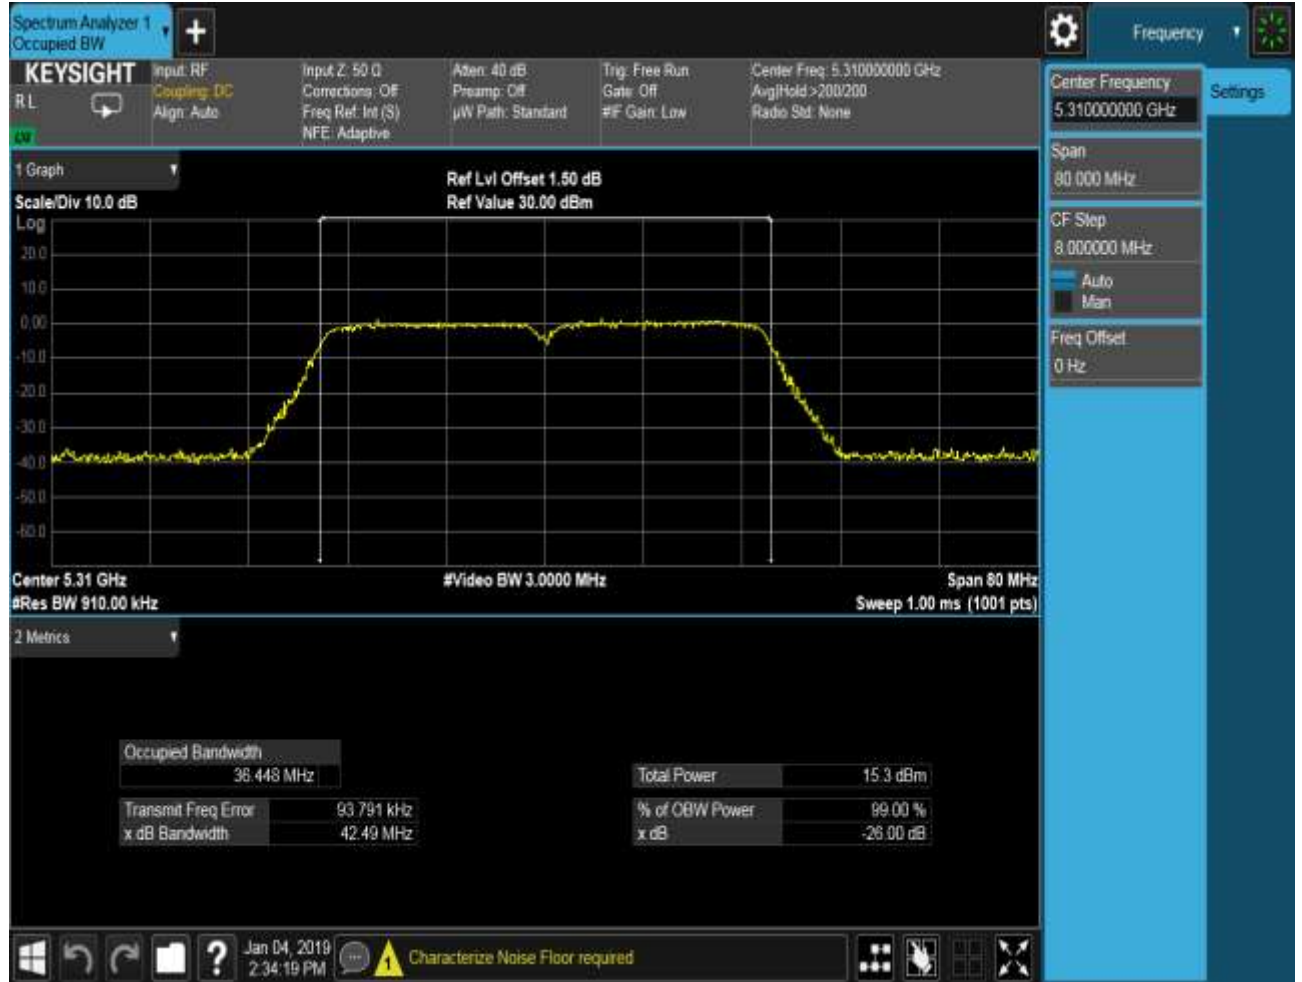 Spectrum Analyzer 1
Occupied BW
+
Frequency
KEYSIGHT
R L
Input: RF
Coupling: DC
Align: Auto
Input Z: 50 Ω
Corrections: Off
Freq Ref: Int (S)
NFE: Adaptive
Atten: 40 dB
Preamp: Off
µW Path: Standard
Trig: Free Run
Gate: Off
#IF Gain: Low
Center Freq: 5.310000000 GHz
Avg|Hold:>200/200
Radio Std: None
Center Frequency
5.310000000 GHz
Settings
Span
80.000 MHz
CF Step
8.000000 MHz
Auto
Man
Freq Offset
0 Hz
1 Graph
Scale/Div 10.0 dB
Ref Lvl Offset 1.50 dB
Ref Value 30.00 dBm
Log
20.0
10.0
0.00
-10.0
-20.0
-30.0
-40.0
-50.0
-60.0
Center 5.31 GHz
#Video BW 3.0000 MHz
Span 80 MHz
#Res BW 910.00 kHz
Sweep 1.00 ms (1001 pts)
2 Metrics
Occupied Bandwidth
36.448 MHz
Total Power 15.3 dBm
Transmit Freq Error 93.791 kHz
% of OBW Power 99.00 %
x dB Bandwidth 42.49 MHz
x dB -26.00 dB
?
Jan 04, 2019
2:34:19 PM
1
Characterize Noise Floor required